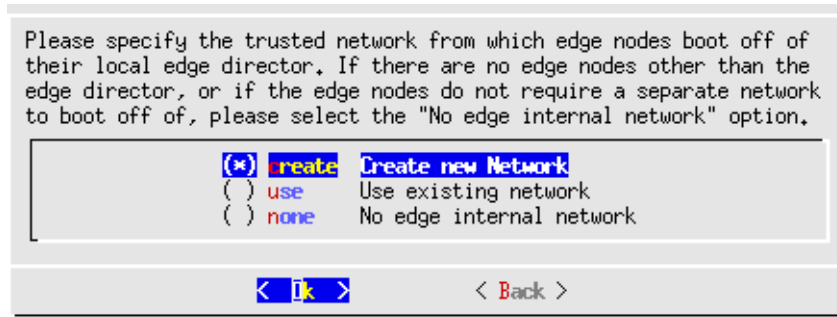 Please specify the trusted network from which edge nodes boot off of
their local edge director. If there are no edge nodes other than the
edge director, or if the edge nodes do not require a separate network
to boot off of, please select the "No edge internal network" option.
(*) create Create new Network
( ) use Use existing network
( ) none No edge internal network
< Ok > < Back >